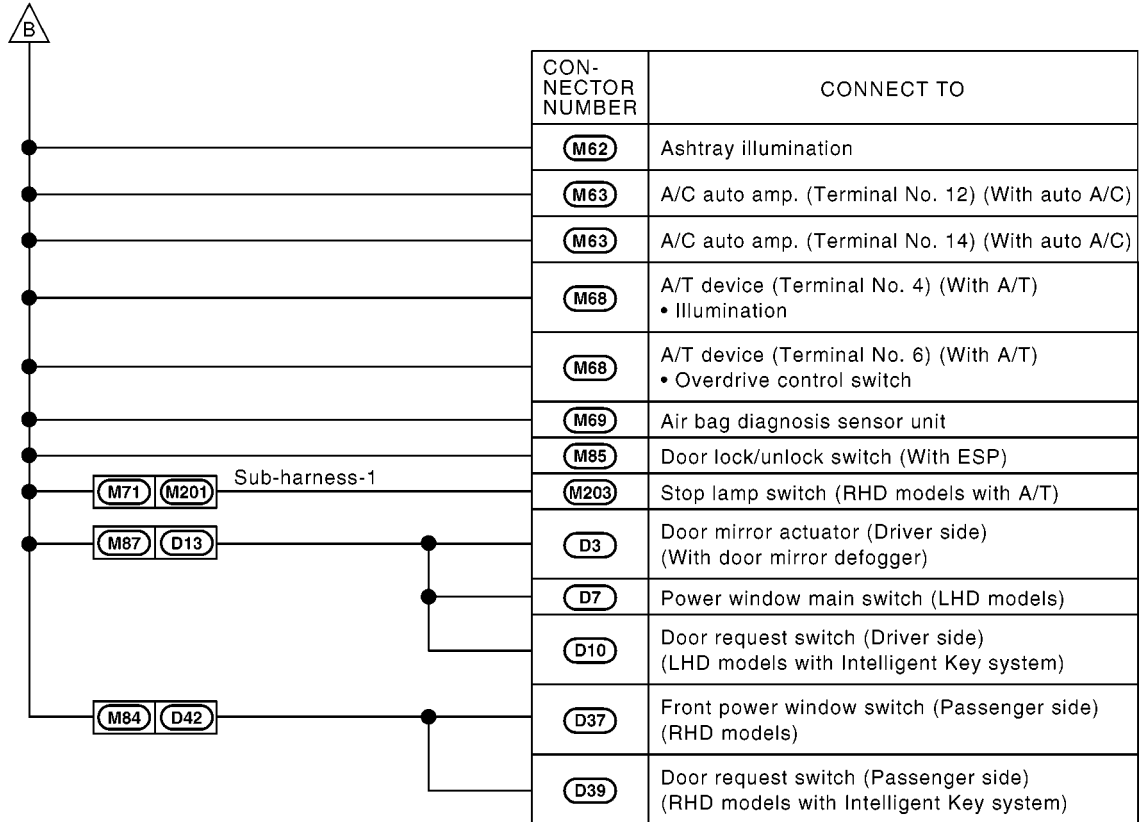 B
CON-
NECTOR
NUMBER
CONNECT TO
M62 Ashtray illumination
M63 A/C auto amp. (Terminal No. 12) (With auto A/C)
M63 A/C auto amp. (Terminal No. 14) (With auto A/C)
M68 A/T device (Terminal No. 4) (With A/T)
• Illumination
M68 A/T device (Terminal No. 6) (With A/T)
• Overdrive control switch
M69 Air bag diagnosis sensor unit
M85 Door lock/unlock switch (With ESP)
M71 M201 Sub-harness-1 M203 Stop lamp switch (RHD models with A/T)
M87 D13 D3 Door mirror actuator (Driver side)
(With door mirror defogger)
D7 Power window main switch (LHD models)
D10 Door request switch (Driver side)
(LHD models with Intelligent Key system)
M84 D42 D37 Front power window switch (Passenger side)
(RHD models)
D39 Door request switch (Passenger side)
(RHD models with Intelligent Key system)